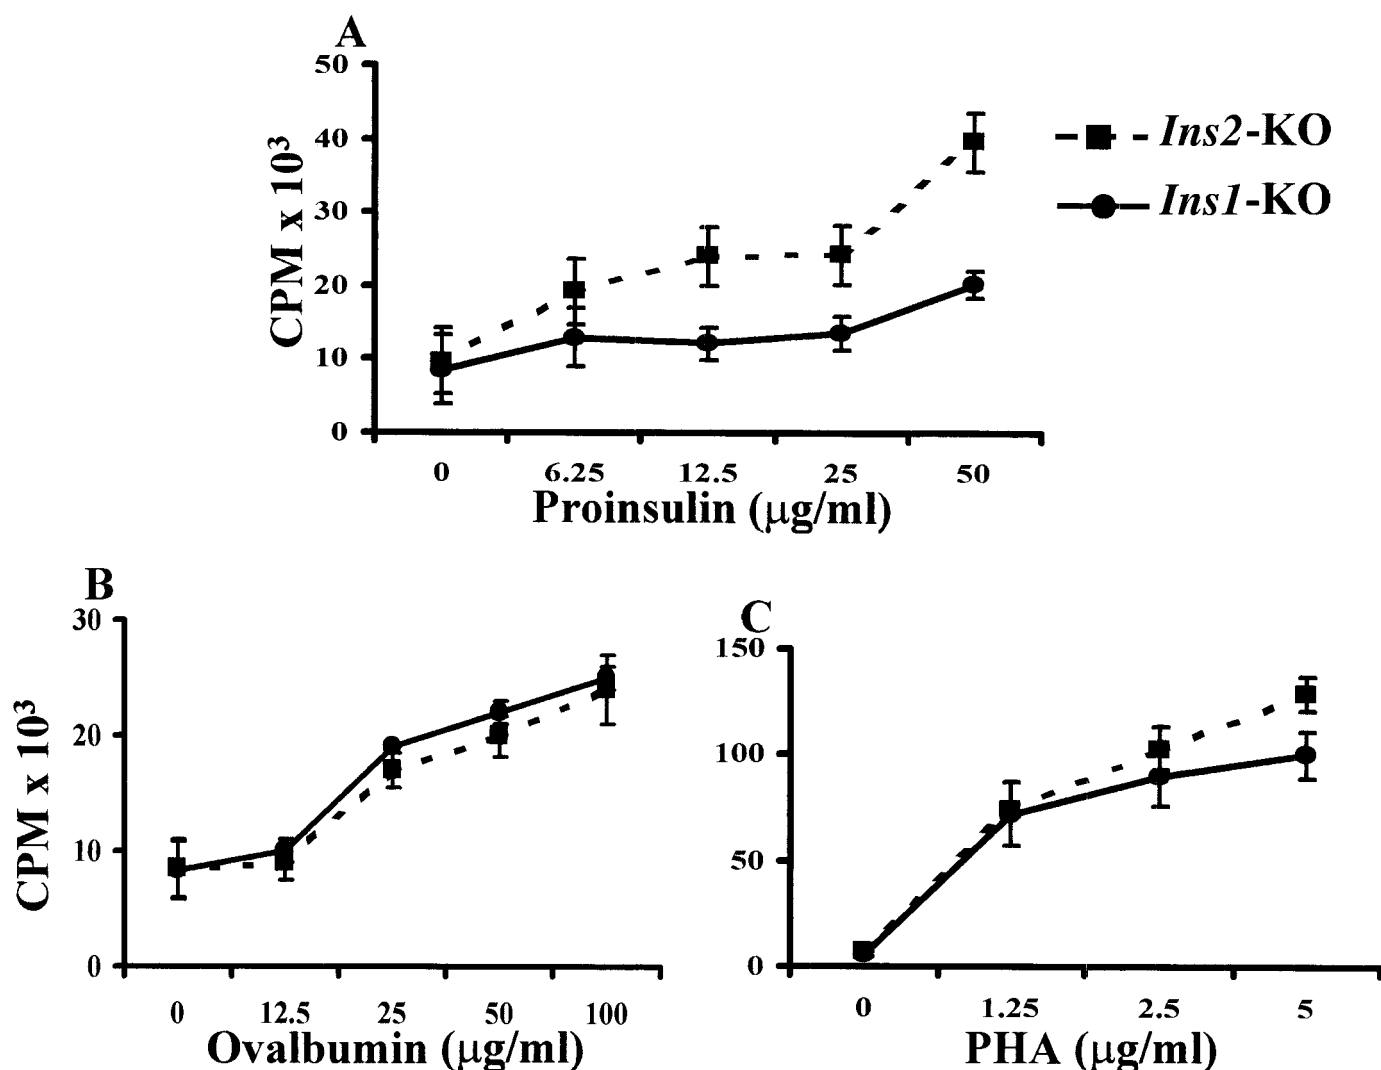 A
50
40
30
20
10
0
CPM x 10³
0 6.25 12.5 25 50
Proinsulin (μg/ml)
Ins2-KO
Ins1-KO
B
30
20
10
0
CPM x 10³
0 12.5 25 50 100
Ovalbumin (μg/ml)
C
150
100
50
0
0 1.25 2.5 5
PHA (μg/ml)